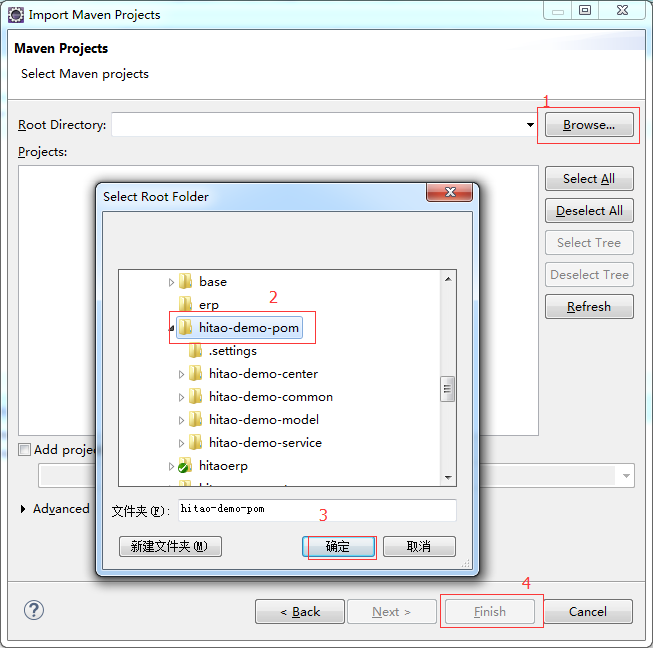 Import Maven Projects
Maven Projects
Select Maven projects
1
Root Directory:
Browse...
Projects:
Select All
Deselect All
Select Tree
Deselect Tree
Refresh
Select Root Folder
base
erp
2
hitao-demo-pom
.settings
hitao-demo-center
hitao-demo-common
hitao-demo-model
hitao-demo-service
hitaoerp
Add projec
Advanced
文件夹(F):
hitao-demo-pom
3
新建文件夹(M)
确定
取消
4
< Back
Next >
Finish
Cancel